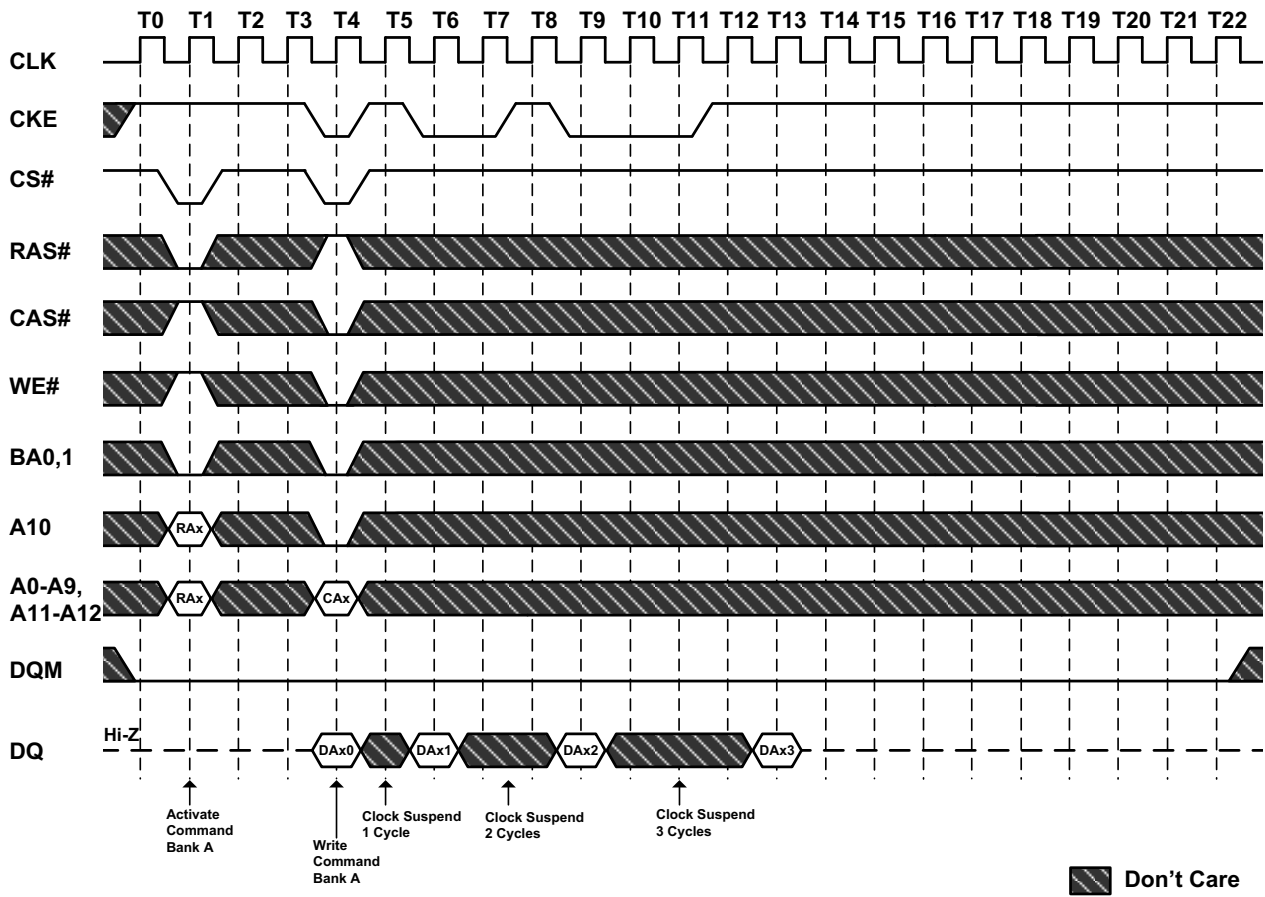 T0 T1 T2 T3 T4 T5 T6 T7 T8 T9 T10 T11 T12 T13 T14 T15 T16 T17 T18 T19 T20 T21 T22
CLK
CKE
CS#
RAS#
CAS#
WE#
BA0,1
A10
RAx
A0-A9,
A11-A12
RAx
CAx
DQM
DQ
Hi-Z
DAx0
DAx1
DAx2
DAx3
Activate
Command
Bank A
Write
Command
Bank A
Clock Suspend
1 Cycle
Clock Suspend
2 Cycles
Clock Suspend
3 Cycles
Don't Care